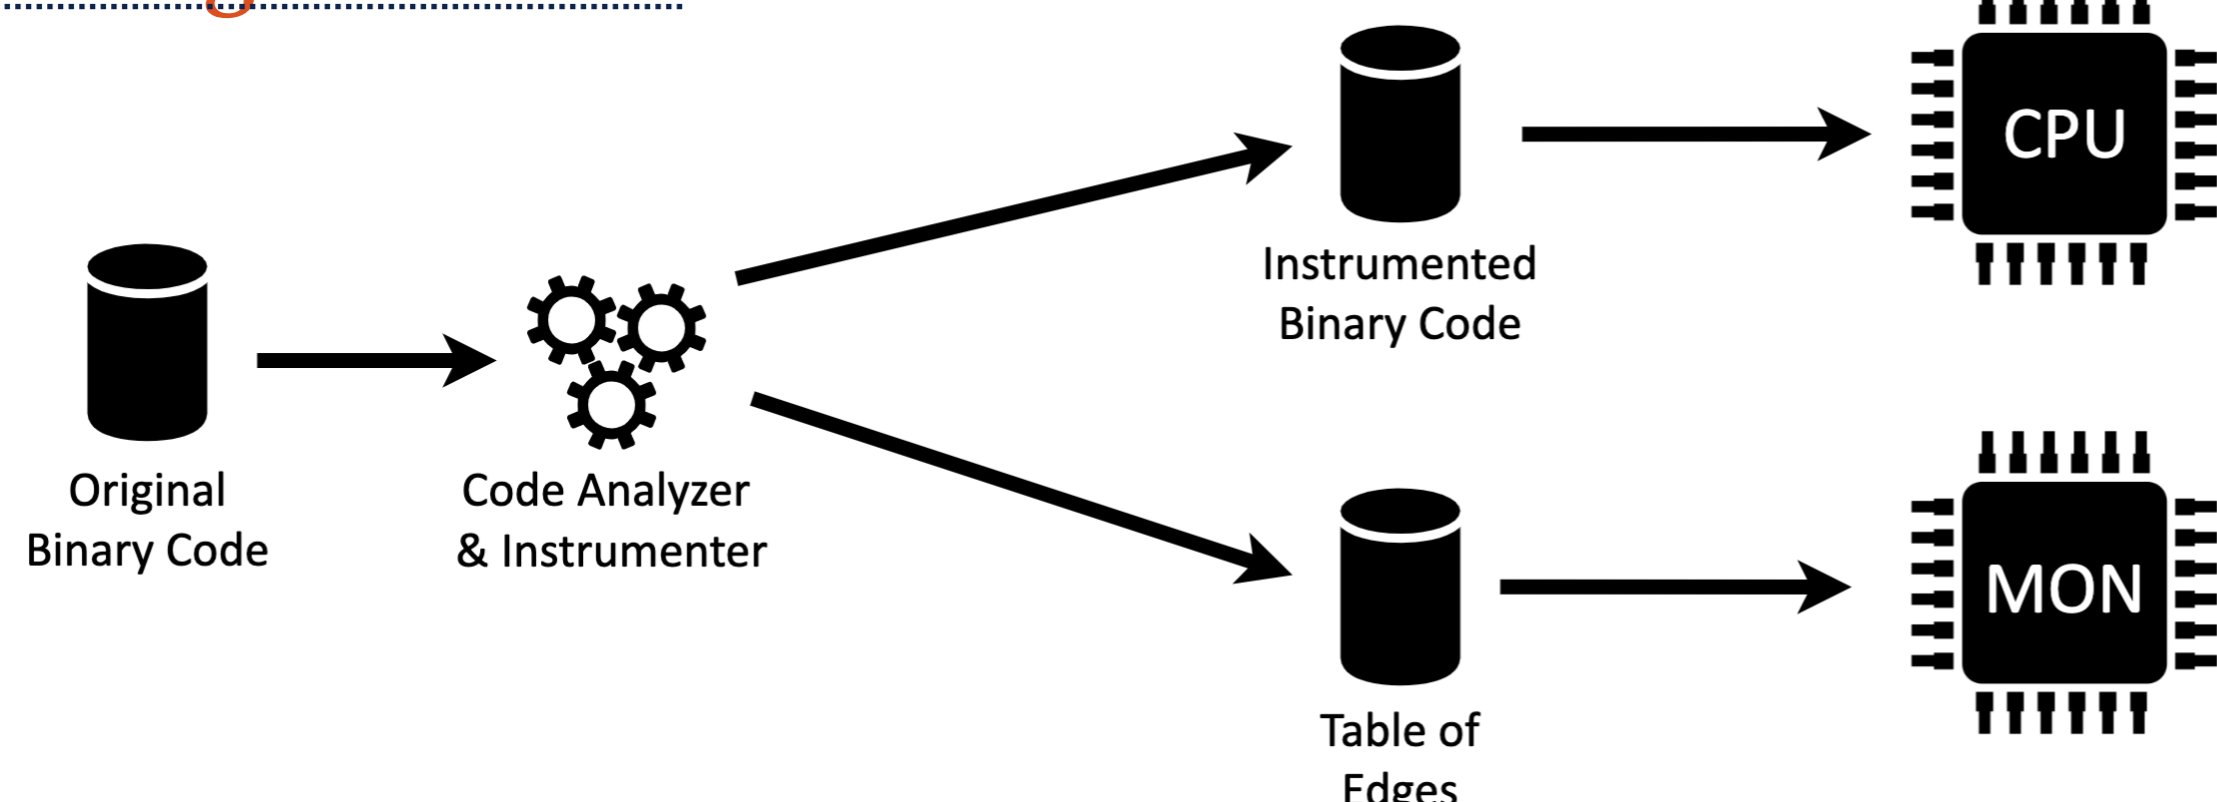 Instrumented
Binary Code
CPU
Original
Binary Code
Code Analyzer
& Instrumenter
Table of
Edges
MON